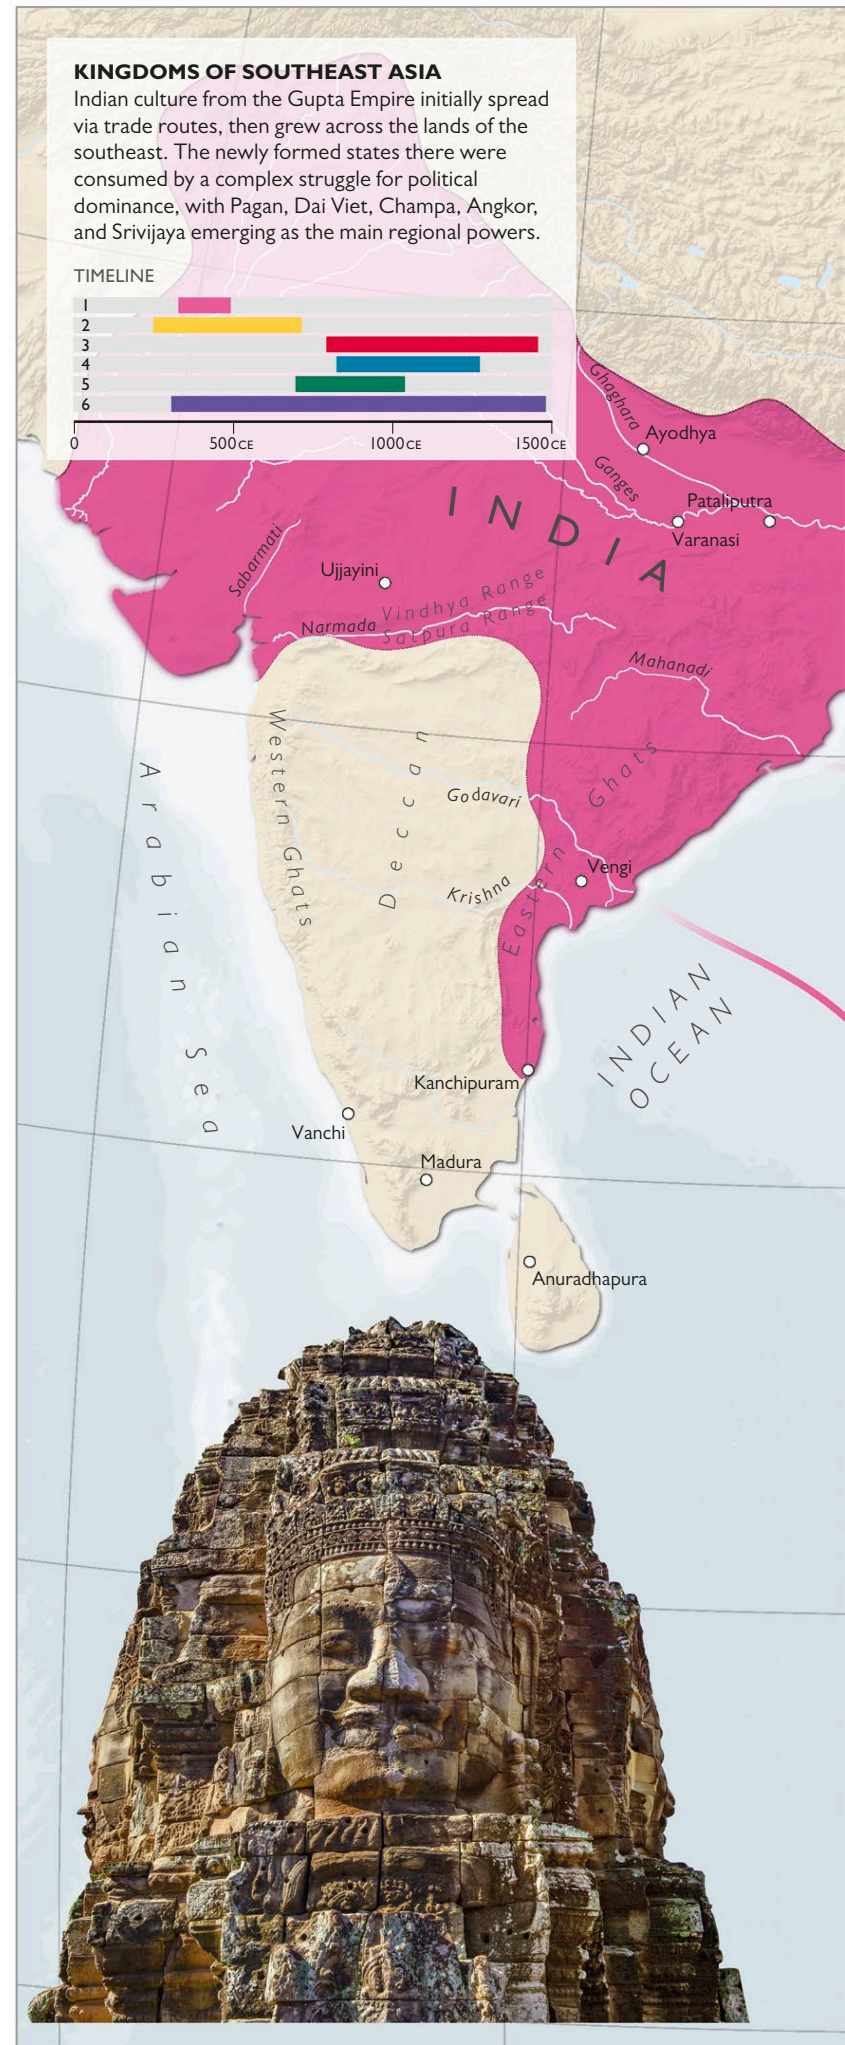 KINGDOMS OF SOUTHEAST ASIA
Indian culture from the Gupta Empire initially spread
via trade routes, then grew across the lands of the
southeast. The newly formed states there were
consumed by a complex struggle for political
dominance, with Pagan, Dai Viet, Champa, Angkor,
and Srivijaya emerging as the main regional powers.
TIMELINE
1
2
3
4
5
6
0 500CE 1000CE 1500CE
Ghaghara
Ayodhya
Ganges
Pataliputra
Varanasi
INDIA
Sabarmati
Ujjayini
Vindhya Range
Narmada
Satpura Range
Mahanadi
Western Ghats
Deccan
Godavari
Eastern Ghats
Arabian Sea
Krishna
Vengi
INDIAN
OCEAN
Kanchipuram
Vanchi
Madura
Anuradhapura